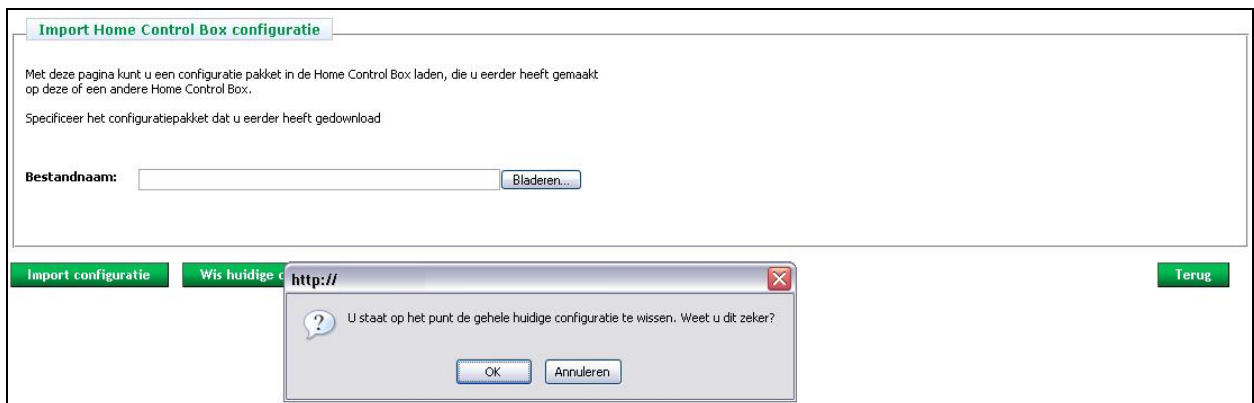 Import Home Control Box configuratie
Met deze pagina kunt u een configuratie pakket in de Home Control Box laden, die u eerder heeft gemaakt
op deze of een andere Home Control Box.
Specificeer het configuratiepakket dat u eerder heeft gedownload
Bestandnaam: Bladeren...
Import configuratie Wis huidige Terug
http://
U staat op het punt de gehele huidige configuratie te wissen. Weet u dit zeker?
OK Annuleren